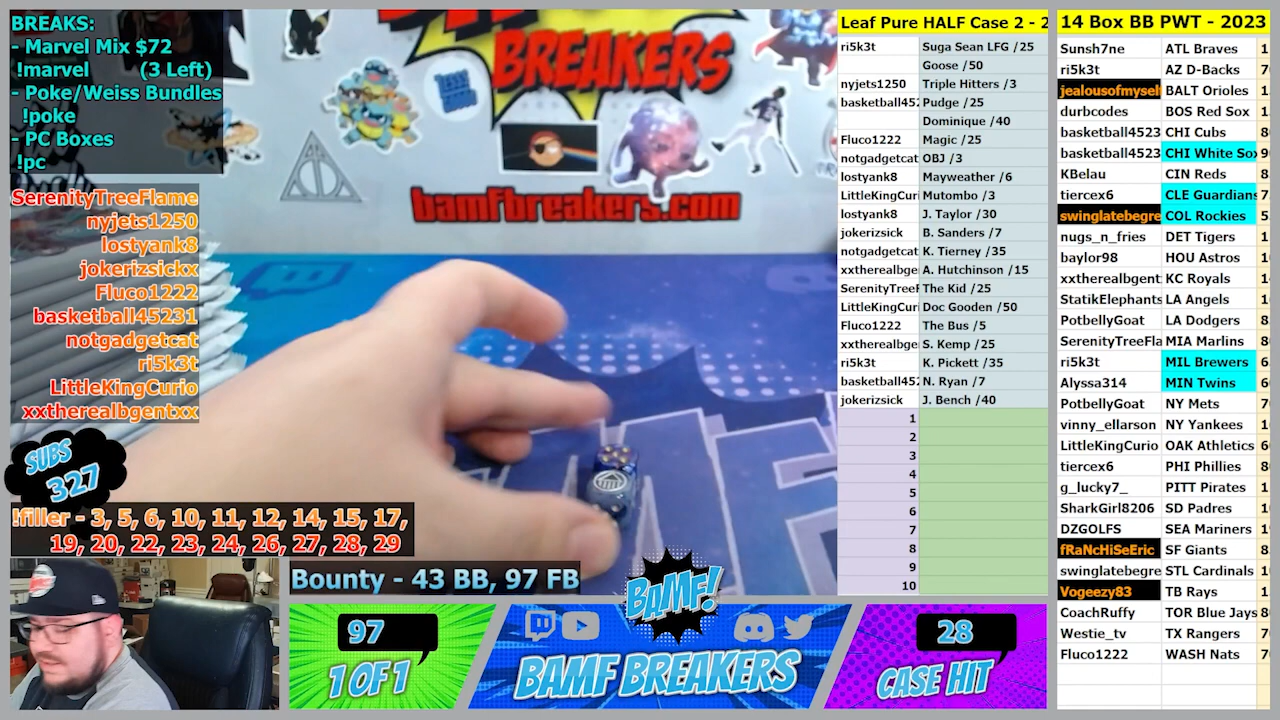 BREAKS:
- Marvel Mix $72
!marvel (3 Left)
- Poke/Weiss Bundles
!poke
- PC Boxes
!pc
SerenityTreeFlame
nyjets1250
lostyank8
jokerizsickx
Fluco1222
basketball45231
notgadgetcat
ri5k3t
LittleKingCurio
xxtherealbgentxx
SUBS
327
!filler - 3, 5, 6, 10, 11, 12, 14, 15, 17,
19, 20, 22, 23, 24, 26, 27, 28, 29
BREAKERS
bamfbreakers.com
Bounty - 43 BB, 97 FB
97
1 OF 1
BAMF!
BAMF BREAKERS
28
CASE HIT
Leaf Pure HALF Case 2 - 2
ri5k3t Suga Sean LFG /25
Goose /50
nyjets1250 Triple Hitters /3
basketball452 Pudge /25
Dominique /40
Fluco1222 Magic /25
notgadgetcat OBJ /3
lostyank8 Mayweather /6
LittleKingCuri Mutombo /3
lostyank8 J. Taylor /30
jokerizsick B. Sanders /7
notgadgetcat K. Tierney /35
xxtherealbge A. Hutchinson /15
SerenityTreeF The Kid /25
LittleKingCuri Doc Gooden /50
Fluco1222 The Bus /5
xxtherealbge S. Kemp /25
ri5k3t K. Pickett /35
basketball452 N. Ryan /7
jokerizsick J. Bench /40
1
2
3
4
5
6
7
8
9
10
14 Box BB PWT - 2023
Sunsh7ne ATL Braves
ri5k3t AZ D-Backs
jealousofmysel BALT Orioles
durbcodes BOS Red Sox
basketball4523 CHI Cubs
basketball4523 CHI White Sox
KBelau CIN Reds
tiercex6 CLE Guardians
swinglatebegre COL Rockies
nugs_n_fries DET Tigers
baylor98 HOU Astros
xxtherealbgent KC Royals
StatikElephants LA Angels
PotbellyGoat LA Dodgers
SerenityTreeFla MIA Marlins
ri5k3t MIL Brewers
Alyssa314 MIN Twins
PotbellyGoat NY Mets
vinny_ellarson NY Yankees
LittleKingCurio OAK Athletics
tiercex6 PHI Phillies
g_lucky7_ PITT Pirates
SharkGirl8206 SD Padres
DZGOLFS SEA Mariners
fRaNcHiSeEric SF Giants
swinglatebegre STL Cardinals
Vogeezy83 TB Rays
CoachRuffy TOR Blue Jays
Westie_tv TX Rangers
Fluco1222 WASH Nats